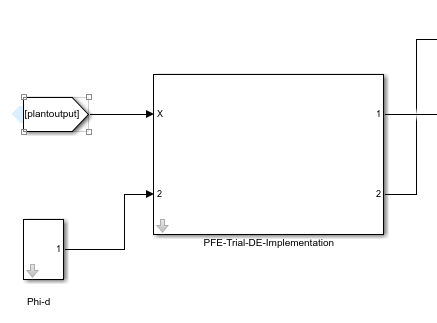 [plantoutput]
X
1
2
2
1
PFE-Trial-DE-Implementation
Phi-d